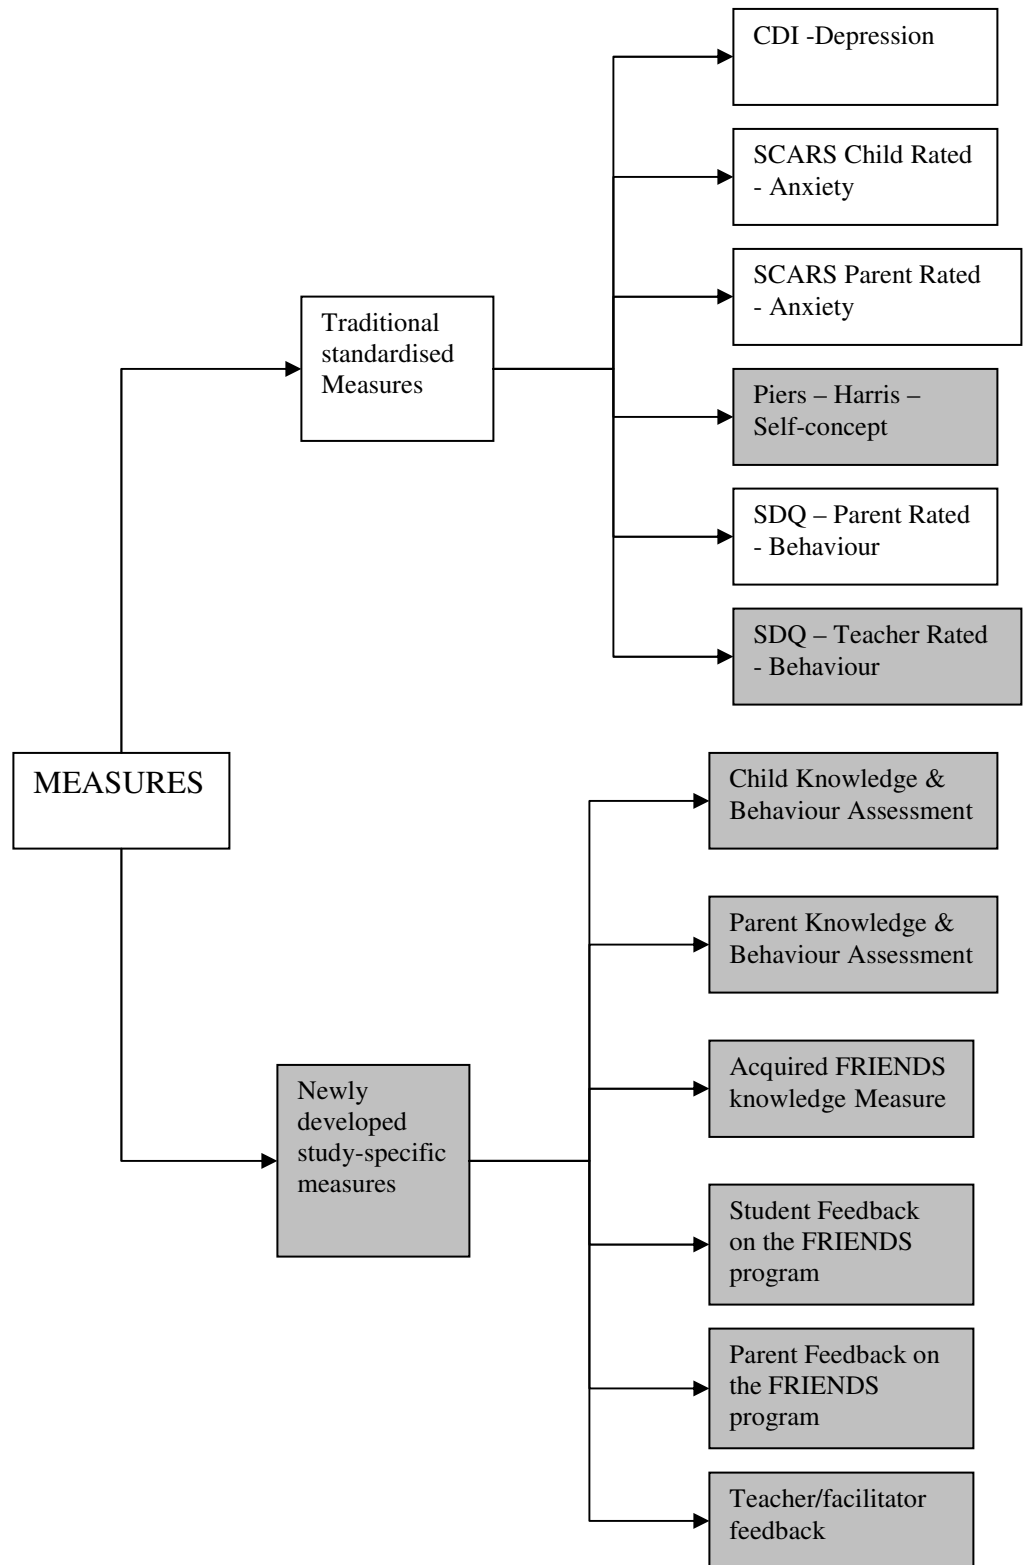 CDI -Depression
SCARS Child Rated
- Anxiety
SCARS Parent Rated
- Anxiety
Traditional
standardised
Measures
Piers – Harris –
Self-concept
SDQ – Parent Rated
- Behaviour
SDQ – Teacher Rated
- Behaviour
MEASURES
Child Knowledge &
Behaviour Assessment
Parent Knowledge &
Behaviour Assessment
Newly
developed
study-specific
measures
Acquired FRIENDS
knowledge Measure
Student Feedback
on the FRIENDS
program
Parent Feedback on
the FRIENDS
program
Teacher/facilitator
feedback